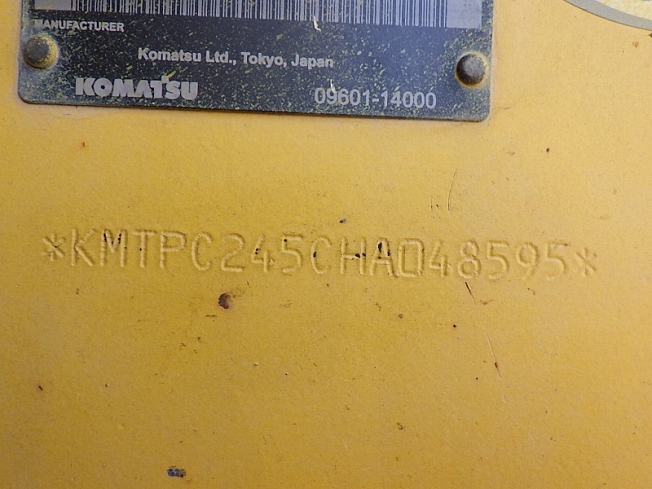 MANUFACTURER
Komatsu Ltd., Tokyo, Japan
KOMATSU 09601-14000
*KMTPC245CHA048595*